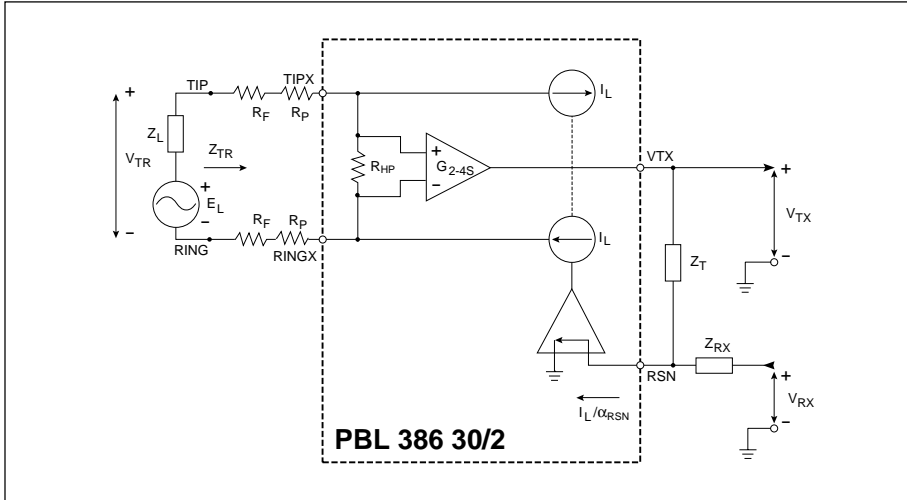 TIP
TIPX
+
R_F
R_P
I_L
Z_L
+
V_TR
Z_TR
R_HP
G_2-4S
VTX
+
−
+
E_L
−
V_TX
−
R_F
R_P
I_L
Z_T
−
RING
RINGX
−
Z_RX
RSN
+
V_RX
I_L/α_RSN
−
PBL 386 30/2